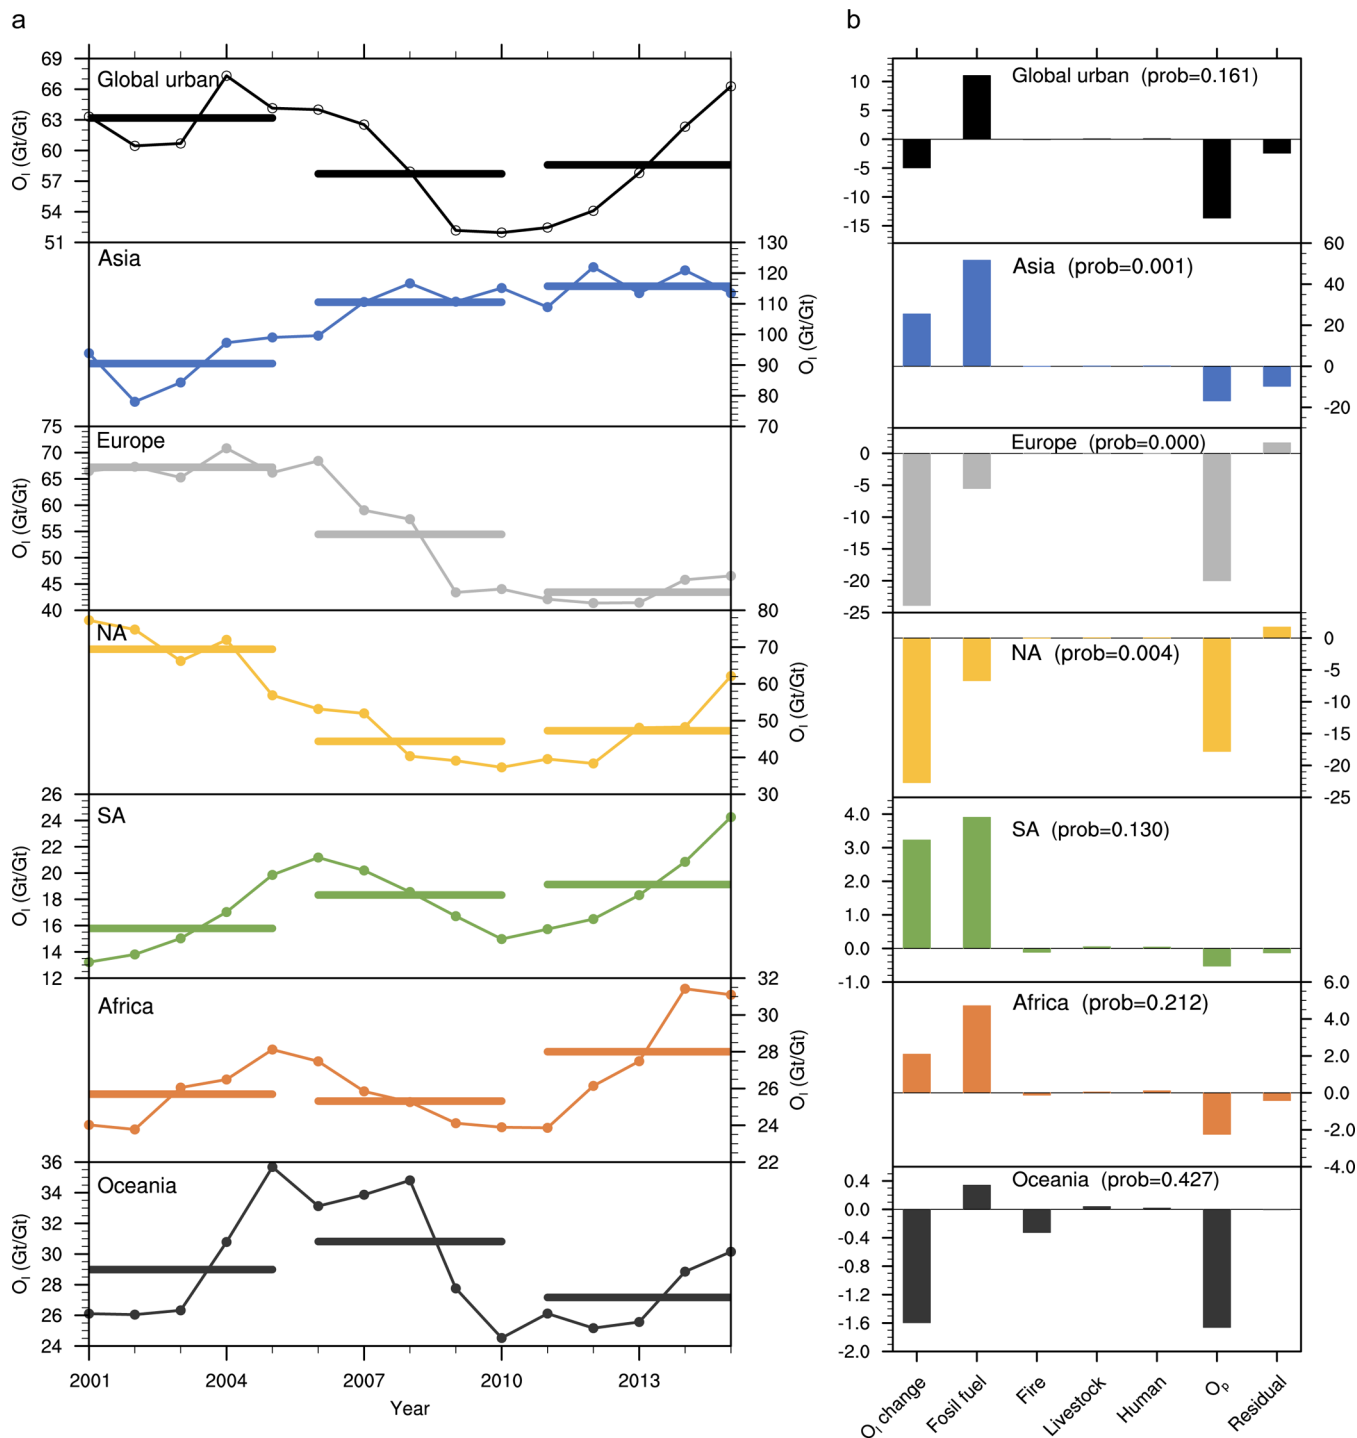 a
Global urban
O_I (Gt/Gt)
69
66
63
60
57
54
51
Asia
O_I (Gt/Gt)
130
120
110
100
90
80
70
Europe
O_I (Gt/Gt)
75
70
65
60
55
50
45
40
NA
O_I (Gt/Gt)
80
70
60
50
40
30
SA
O_I (Gt/Gt)
26
24
22
20
18
16
14
12
Africa
O_I (Gt/Gt)
32
30
28
26
24
22
Oceania
O_I (Gt/Gt)
36
34
32
30
28
26
24
2001 2004 2007 2010 2013
Year
b
Global urban (prob=0.161)
10
5
0
-5
-10
-15
Asia (prob=0.001)
60
40
20
0
-20
Europe (prob=0.000)
0
-5
-10
-15
-20
-25
NA (prob=0.004)
0
-5
-10
-15
-20
-25
SA (prob=0.130)
4.0
3.0
2.0
1.0
0.0
-1.0
Africa (prob=0.212)
6.0
4.0
2.0
0.0
-2.0
-4.0
Oceania (prob=0.427)
0.4
0.0
-0.4
-0.8
-1.2
-1.6
-2.0
O_I change
Fosil fuel
Fire
Livestock
Human
O_P
Residual